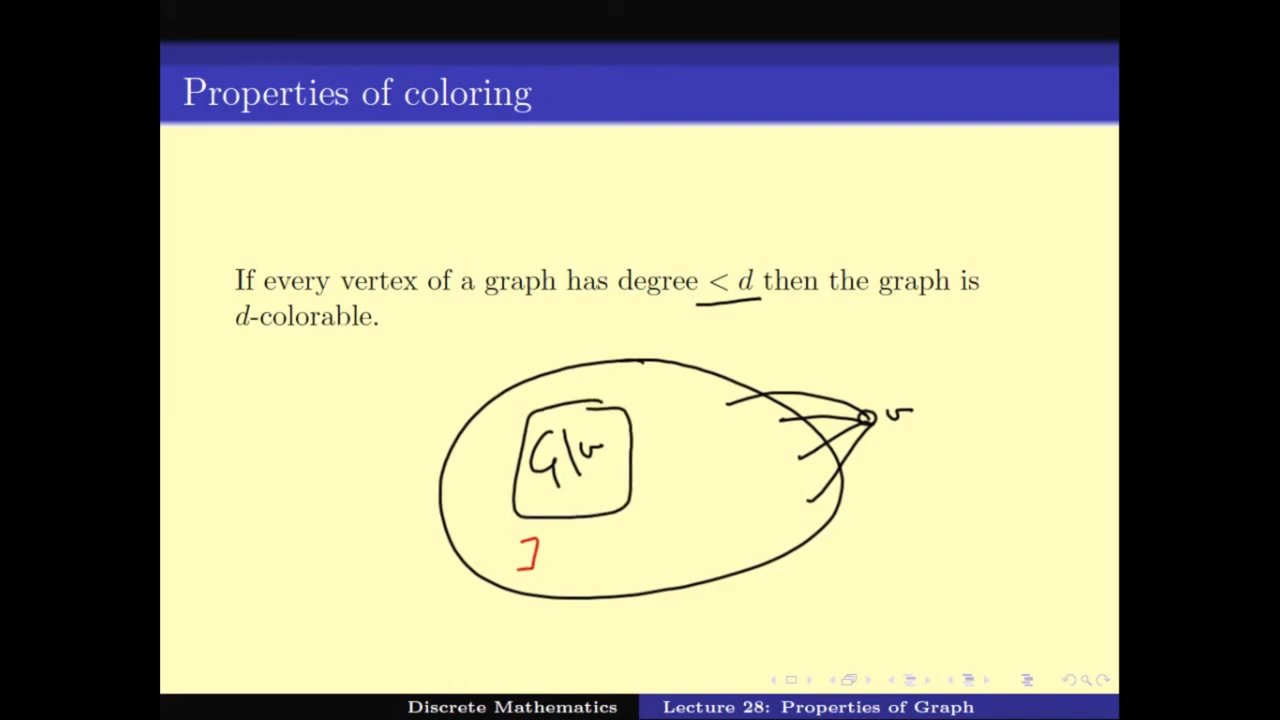 Properties of coloring
If every vertex of a graph has degree < d then the graph is
d-colorable.
G\v
v
Discrete Mathematics
Lecture 28: Properties of Graph